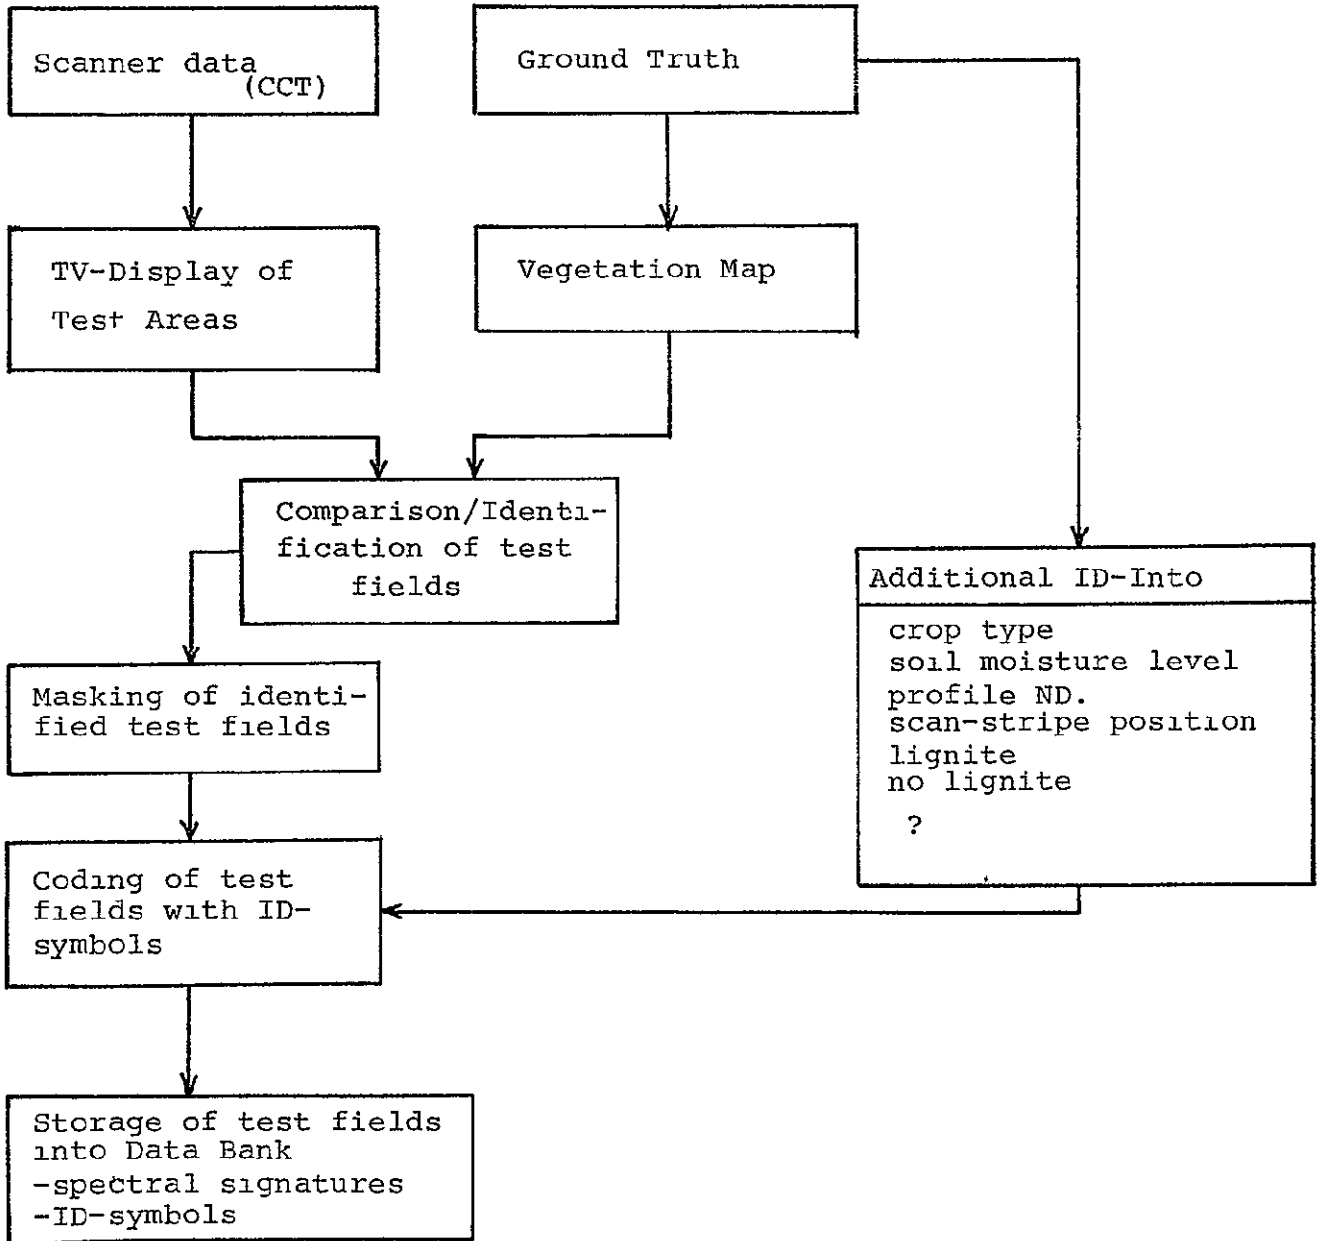 Scanner data
(CCT)
Ground Truth
TV-Display of
Test Areas
Vegetation Map
Comparison/Identi-
fication of test
fields
Additional ID-Into
crop type
soil moisture level
profile ND.
scan-stripe position
lignite
no lignite
?
Masking of identi-
fied test fields
Coding of test
fields with ID-
symbols
Storage of test fields
into Data Bank
-spectral signatures
-ID-symbols